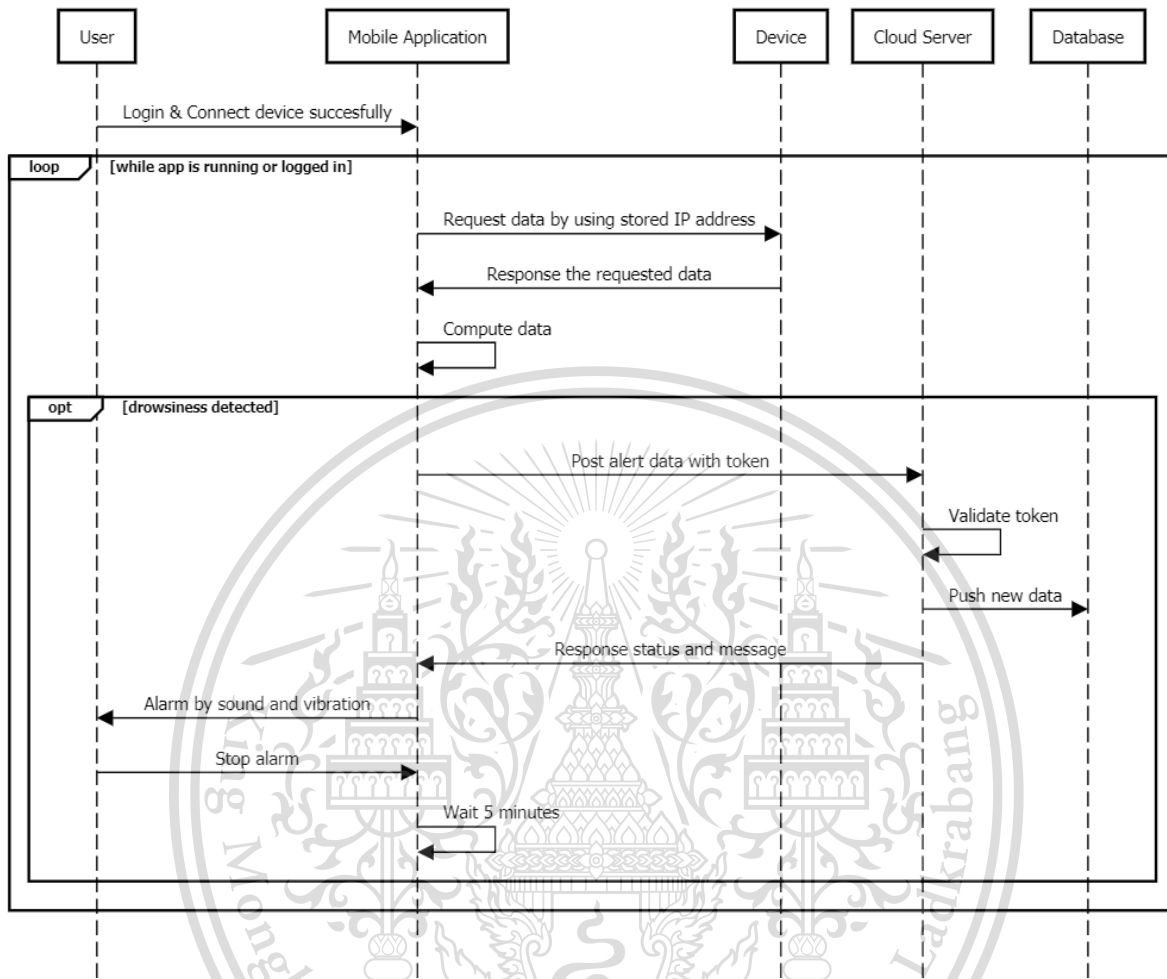 User
Mobile Application
Device
Cloud Server
Database
Login & Connect device succesfully
loop
[while app is running or logged in]
Request data by using stored IP address
Response the requested data
Compute data
opt
[drowsiness detected]
Post alert data with token
Validate token
Push new data
Response status and message
Alarm by sound and vibration
Stop alarm
Wait 5 minutes
King Mong
Ladkrabang